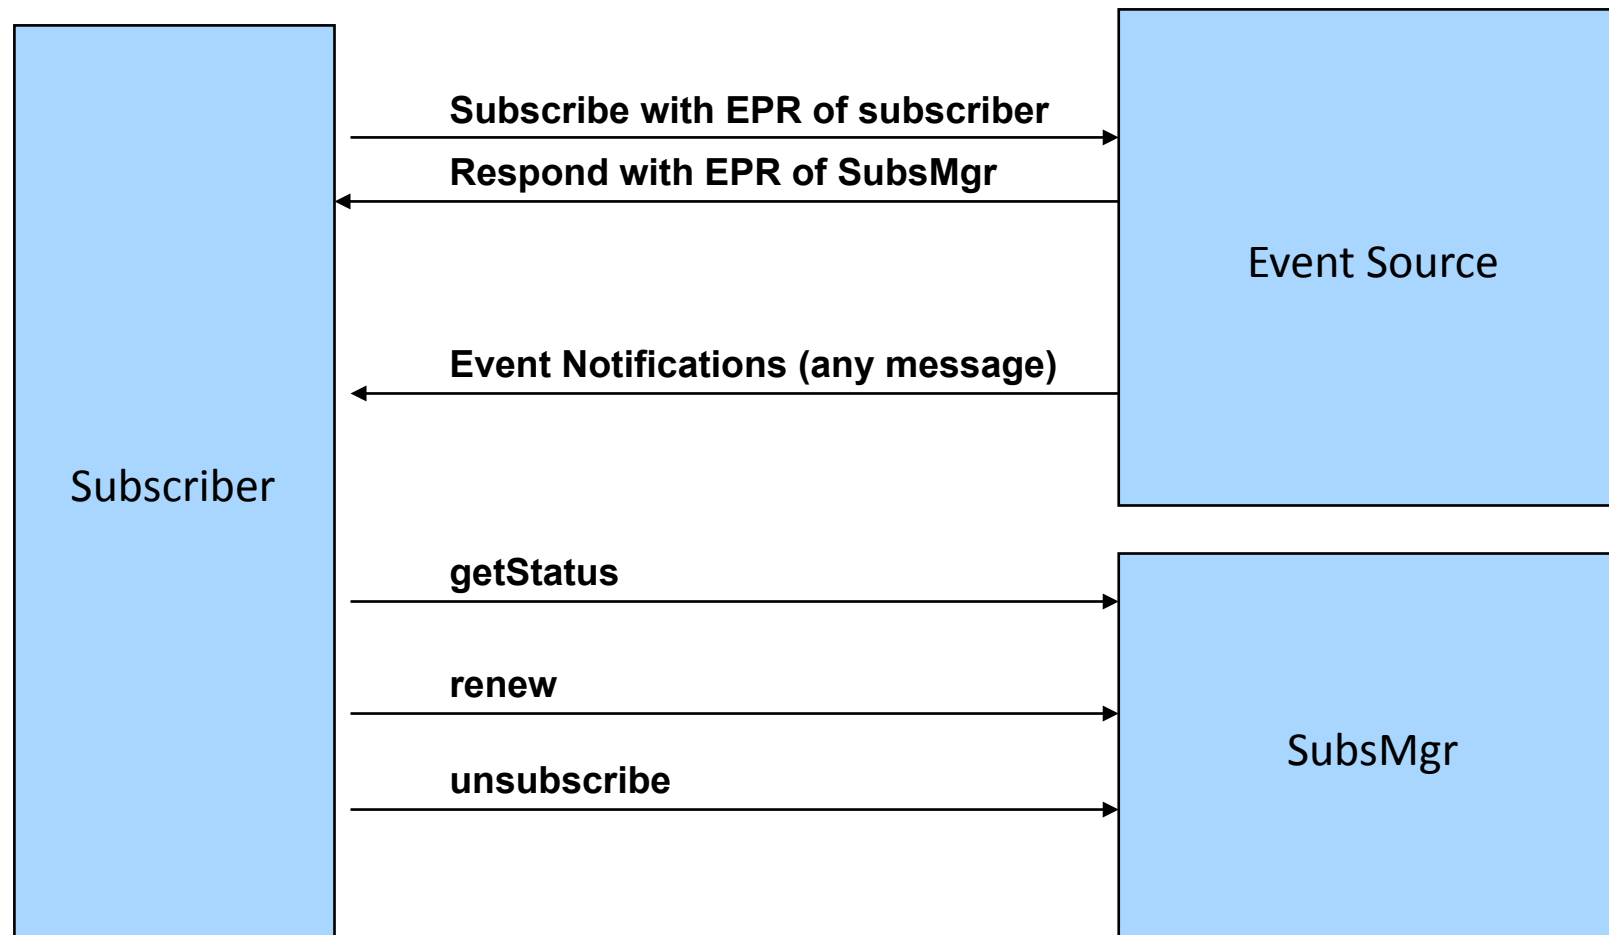 Subscribe with EPR of subscriber
Respond with EPR of SubsMgr
Event Source
Event Notifications (any message)
Subscriber
getStatus
renew
SubsMgr
unsubscribe